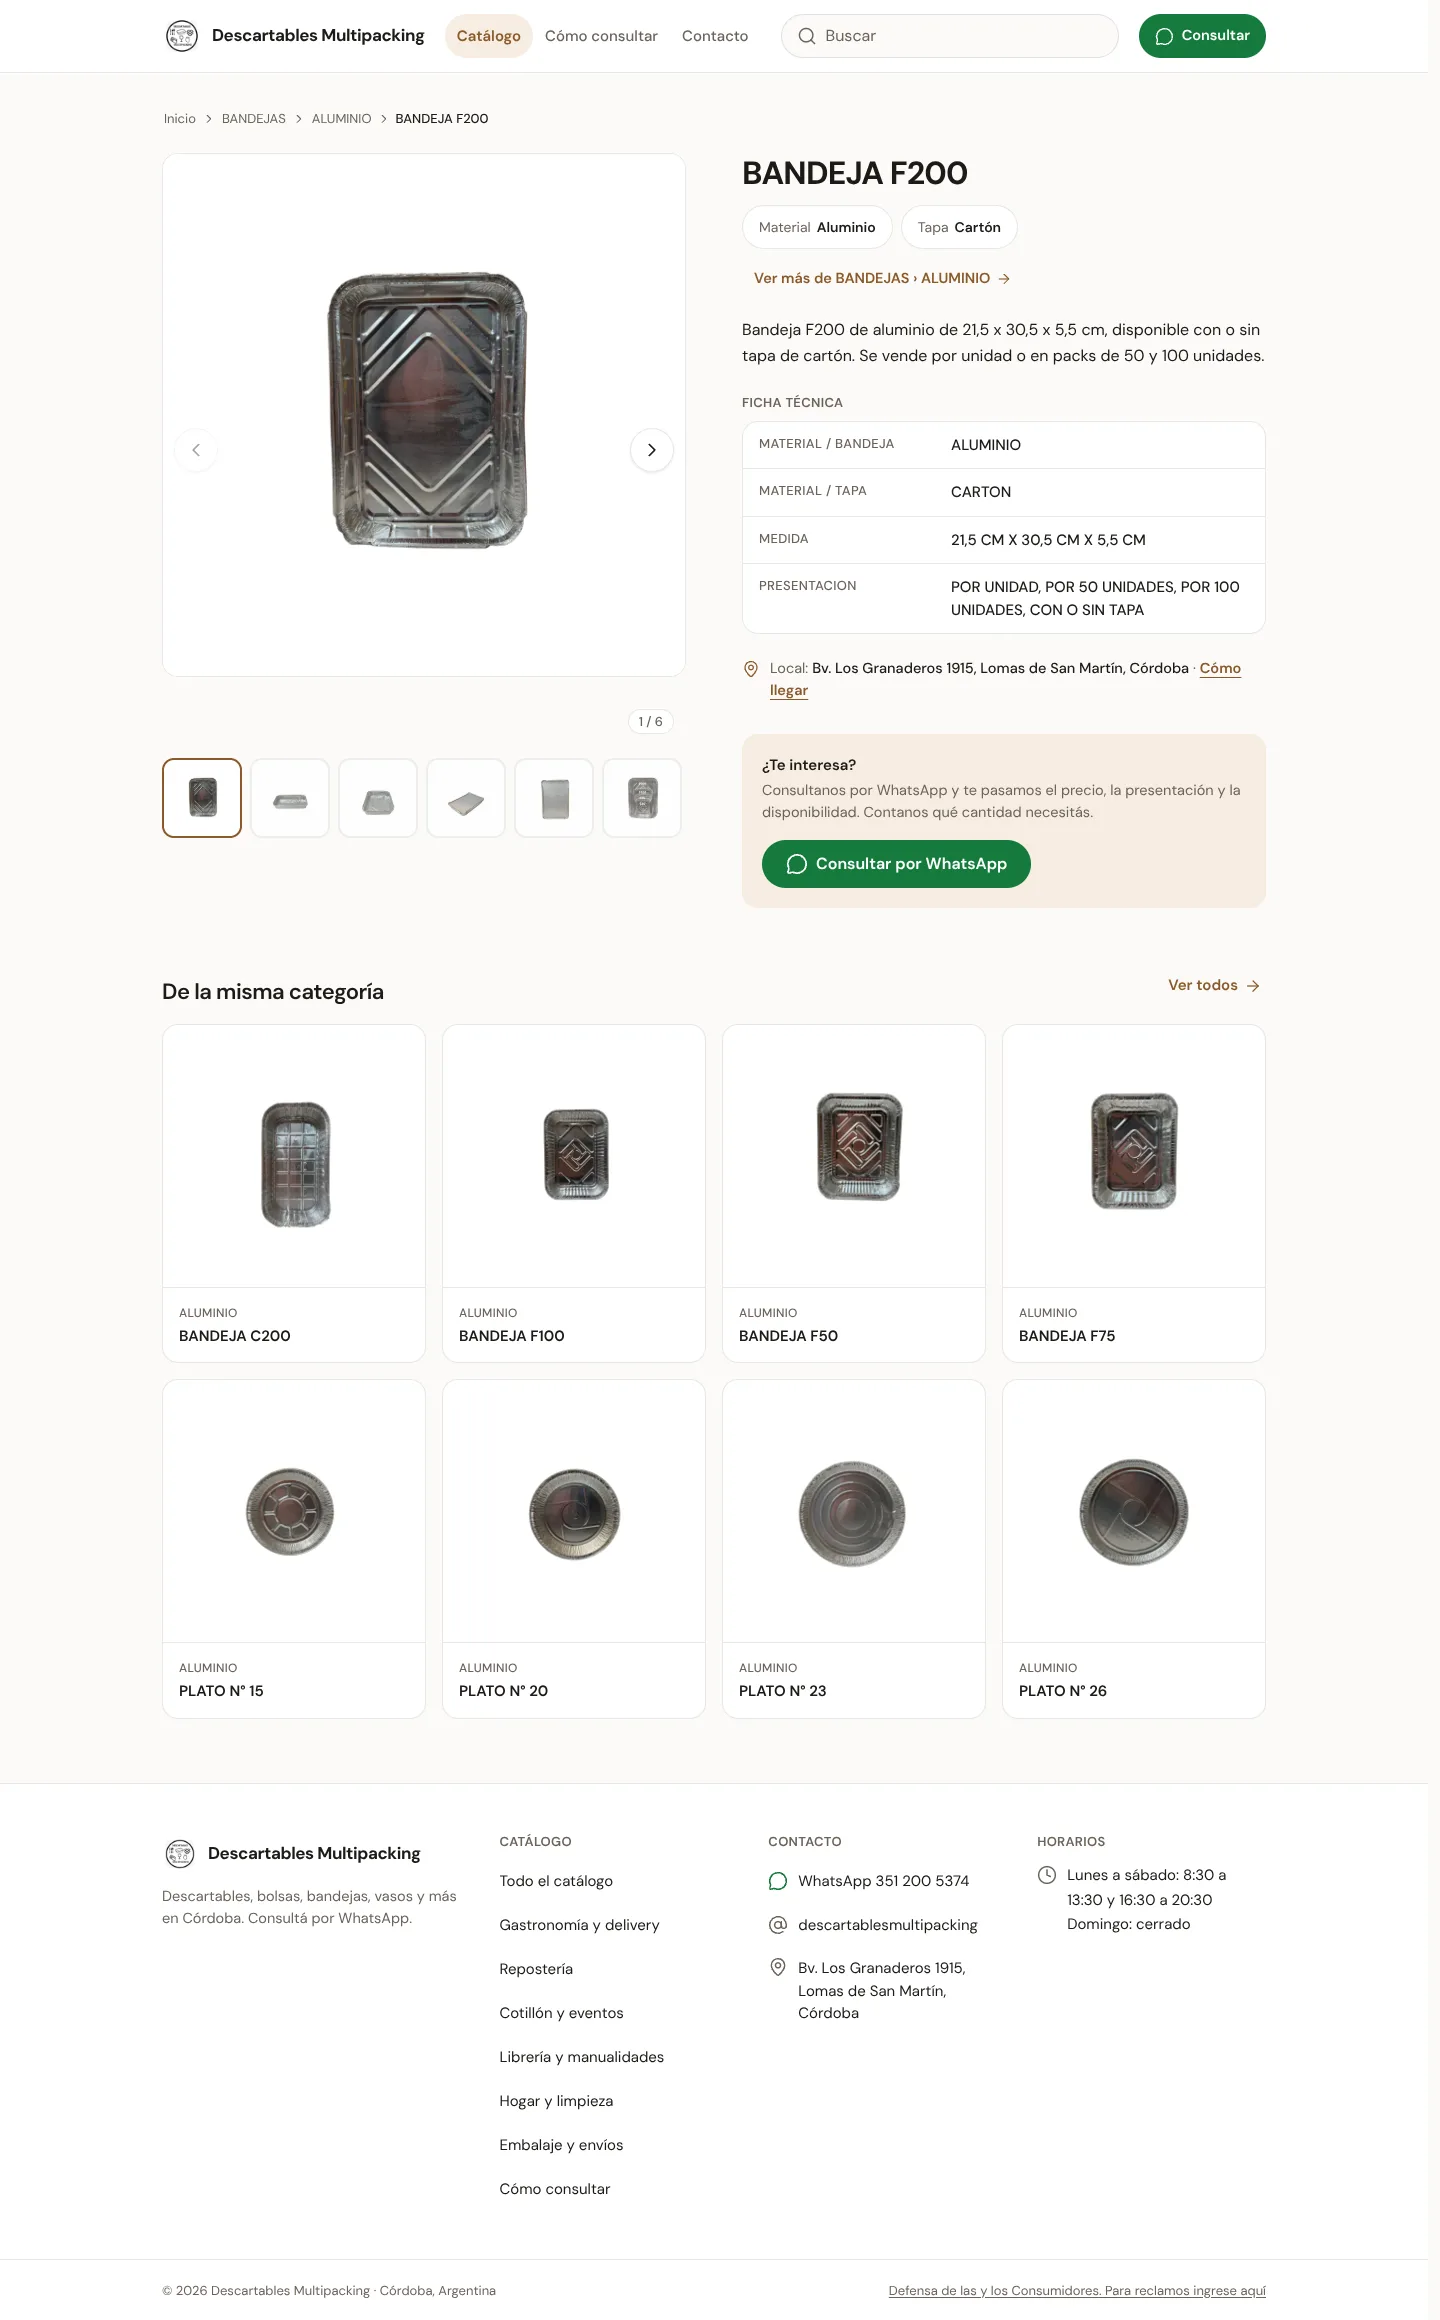 Descartables Multipacking
Catálogo
Cómo consultar
Contacto
Buscar
Consultar
Inicio > BANDEJAS > ALUMINIO > BANDEJA F200
BANDEJA F200
Material Aluminio
Tapa Cartón
Ver más de BANDEJAS › ALUMINIO →
Bandeja F200 de aluminio de 21,5 x 30,5 x 5,5 cm, disponible con o sin
tapa de cartón. Se vende por unidad o en packs de 50 y 100 unidades.
FICHA TÉCNICA
MATERIAL / BANDEJA ALUMINIO
MATERIAL / TAPA CARTON
MEDIDA 21,5 CM X 30,5 CM X 5,5 CM
PRESENTACION POR UNIDAD, POR 50 UNIDADES, POR 100
UNIDADES, CON O SIN TAPA
Local: Bv. Los Granaderos 1915, Lomas de San Martín, Córdoba · Cómo
llegar
1 / 6
¿Te interesa?
Consultanos por WhatsApp y te pasamos el precio, la presentación y la
disponibilidad. Contanos qué cantidad necesitás.
Consultar por WhatsApp
De la misma categoría
Ver todos →
ALUMINIO
BANDEJA C200
ALUMINIO
BANDEJA F100
ALUMINIO
BANDEJA F50
ALUMINIO
BANDEJA F75
ALUMINIO
PLATO N° 15
ALUMINIO
PLATO N° 20
ALUMINIO
PLATO N° 23
ALUMINIO
PLATO N° 26
Descartables Multipacking
Descartables, bolsas, bandejas, vasos y más
en Córdoba. Consultá por WhatsApp.
CATÁLOGO
Todo el catálogo
Gastronomía y delivery
Repostería
Cotillón y eventos
Librería y manualidades
Hogar y limpieza
Embalaje y envíos
Cómo consultar
CONTACTO
WhatsApp 351 200 5374
descartablesmultipacking
Bv. Los Granaderos 1915,
Lomas de San Martín,
Córdoba
HORARIOS
Lunes a sábado: 8:30 a
13:30 y 16:30 a 20:30
Domingo: cerrado
© 2026 Descartables Multipacking · Córdoba, Argentina
Defensa de las y los Consumidores. Para reclamos ingrese aquí